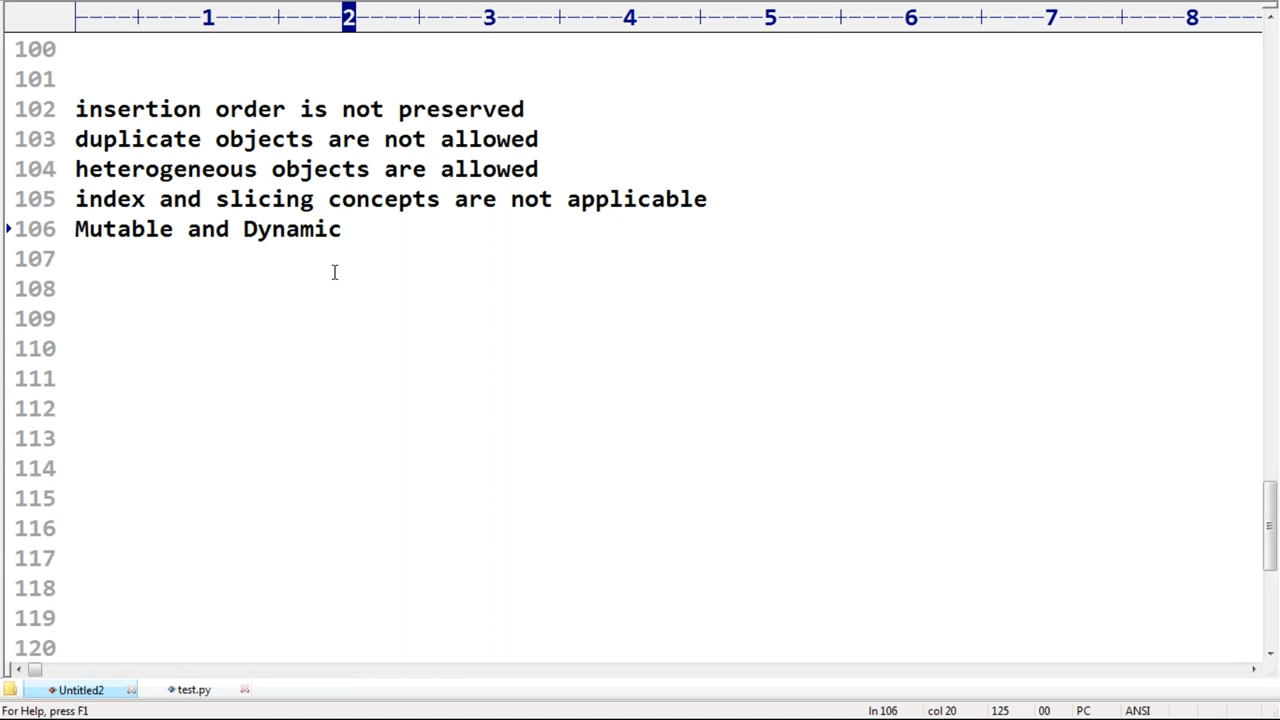 1 2 3 4 5 6 7 8
100
101
102 insertion order is not preserved
103 duplicate objects are not allowed
104 heterogeneous objects are allowed
105 index and slicing concepts are not applicable
106 Mutable and Dynamic
107
108
109
110
111
112
113
114
115
116
117
118
119
120
Untitled2 test.py
For Help, press F1 ln 106 col 20 125 00 PC ANSI